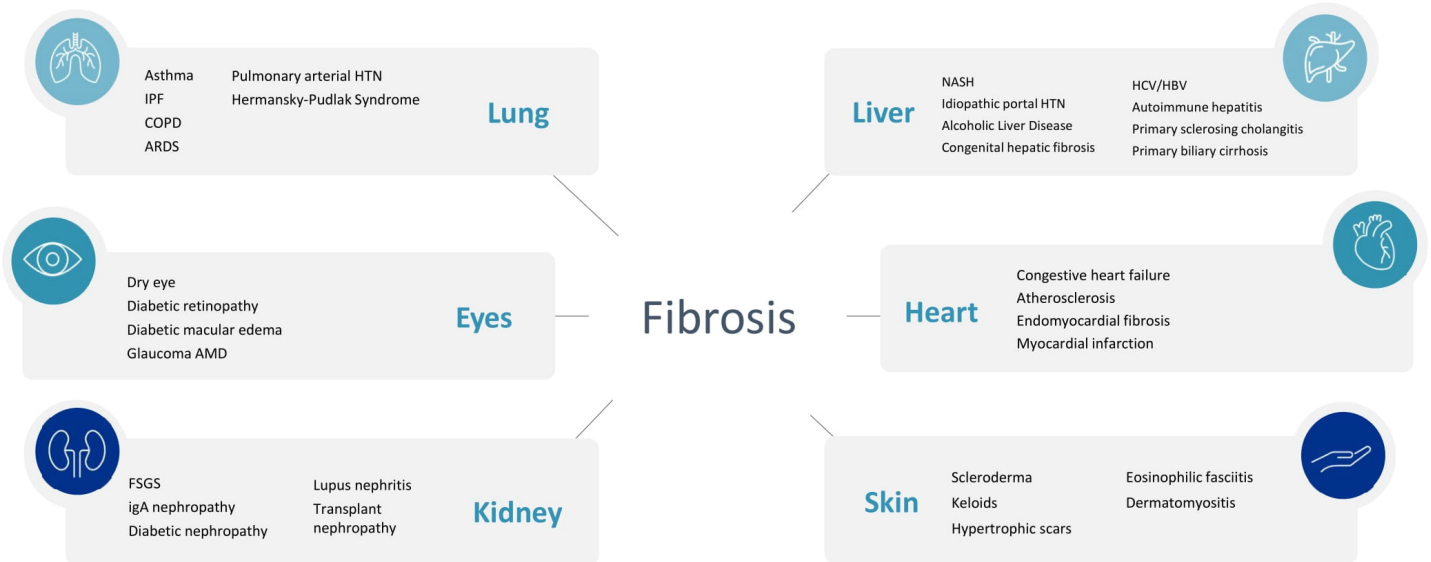 Asthma
IPF
COPD
ARDS
Pulmonary arterial HTN
Hermansky-Pudlak Syndrome
Lung
Liver
NASH
Idiopathic portal HTN
Alcoholic Liver Disease
Congenital hepatic fibrosis
HCV/HBV
Autoimmune hepatitis
Primary sclerosing cholangitis
Primary biliary cirrhosis
Dry eye
Diabetic retinopathy
Diabetic macular edema
Glaucoma AMD
Eyes
Fibrosis
Heart
Congestive heart failure
Atherosclerosis
Endomyocardial fibrosis
Myocardial infarction
FSGS
igA nephropathy
Diabetic nephropathy
Lupus nephritis
Transplant
nephropathy
Kidney
Skin
Scleroderma
Keloids
Hypertrophic scars
Eosinophilic fasciitis
Dermatomyositis